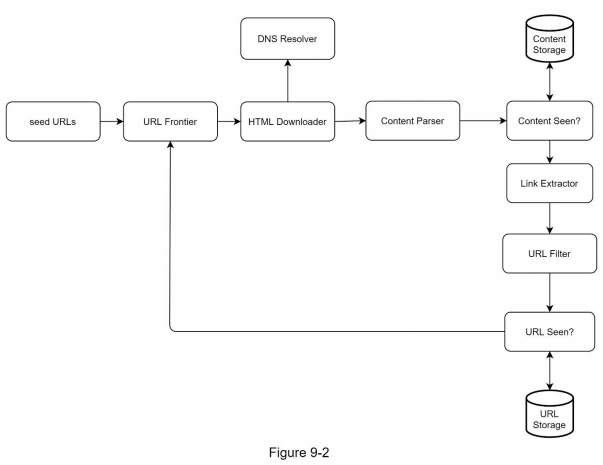 DNS Resolver
Content
Storage
seed URLs
URL Frontier
HTML Downloader
Content Parser
Content Seen?
Link Extractor
URL Filter
URL Seen?
URL
Storage
Figure 9-2